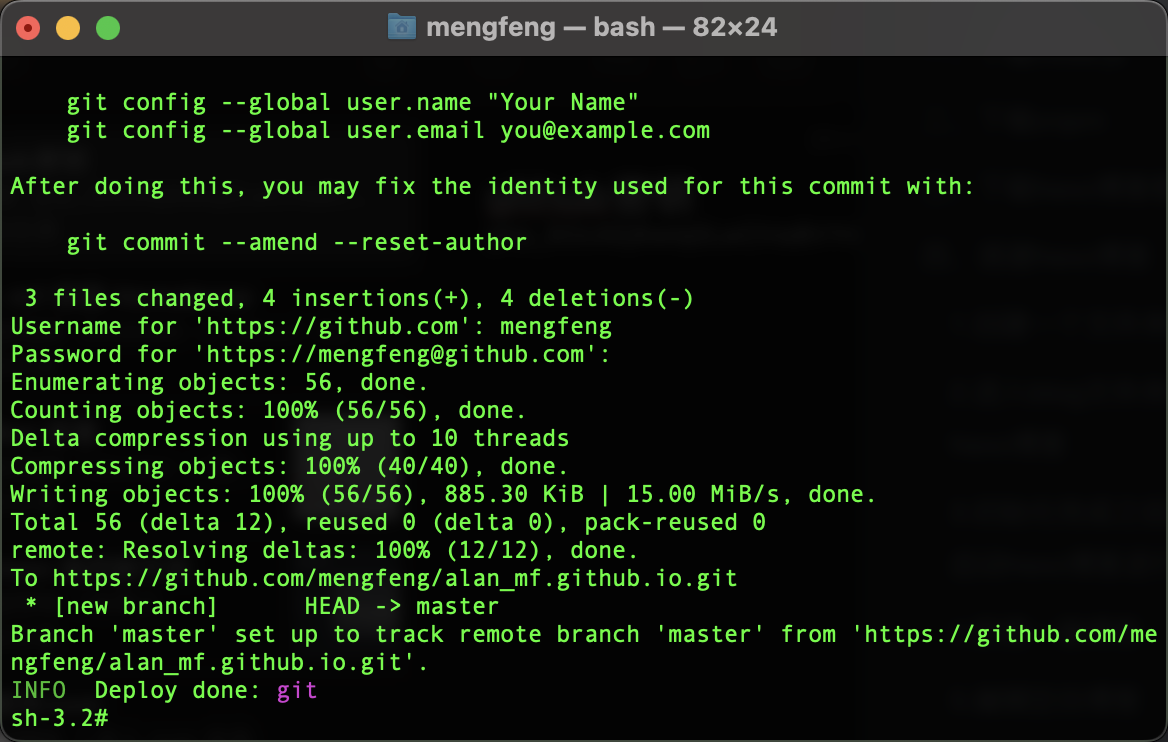 mengfeng — bash — 82×24
git config --global user.name "Your Name"
git config --global user.email you@example.com
After doing this, you may fix the identity used for this commit with:
git commit --amend --reset-author
3 files changed, 4 insertions(+), 4 deletions(-)
Username for 'https://github.com': mengfeng
Password for 'https://mengfeng@github.com':
Enumerating objects: 56, done.
Counting objects: 100% (56/56), done.
Delta compression using up to 10 threads
Compressing objects: 100% (40/40), done.
Writing objects: 100% (56/56), 885.30 KiB | 15.00 MiB/s, done.
Total 56 (delta 12), reused 0 (delta 0), pack-reused 0
remote: Resolving deltas: 100% (12/12), done.
To https://github.com/mengfeng/alan_mf.github.io.git
* [new branch]      HEAD -> master
Branch 'master' set up to track remote branch 'master' from 'https://github.com/me
ngfeng/alan_mf.github.io.git'.
INFO  Deploy done: git
sh-3.2#